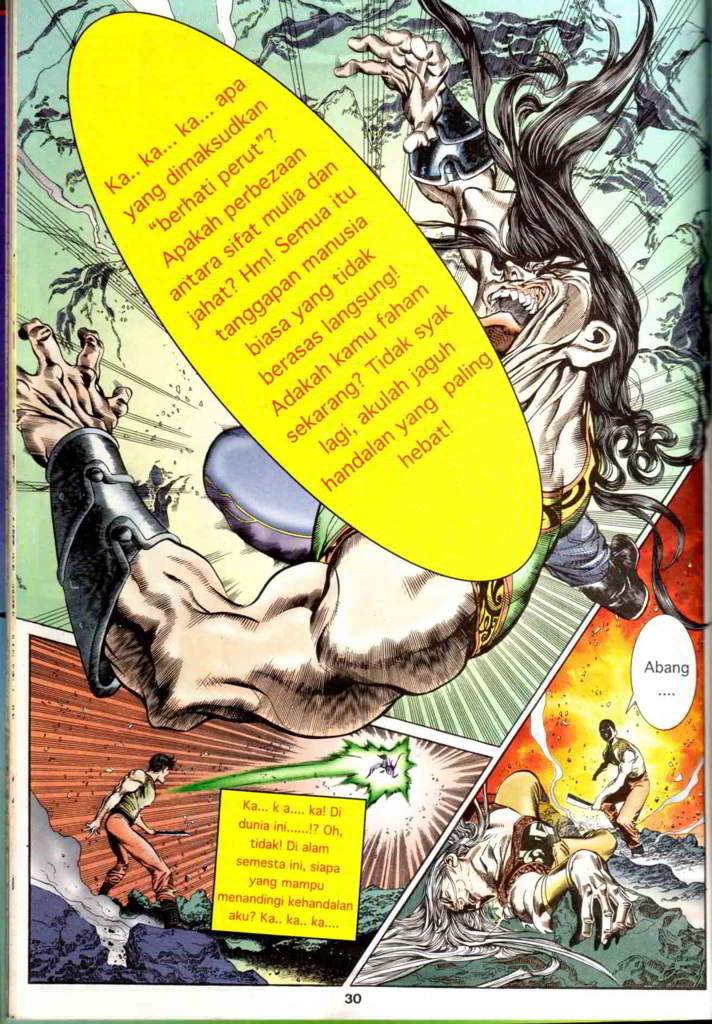 Ka.. ka... ka... apa
yang dimaksudkan
"berhati perut"?
Apakah perbezaan
antara sifat mulia dan
jahat? Hm! Semua itu
tanggapan manusia
biasa yang tidak
berasas langsung!
Adakah kamu faham
sekarang? Tidak syak
lagi, akulah jaguh
handalan yang paling
hebat!
Ka... k a.... ka! Di
dunia ini......!? Oh,
tidak! Di alam
semesta ini, siapa
yang mampu
menandingi kehandalan
aku? Ka.. ka.. ka....
Abang
....
30